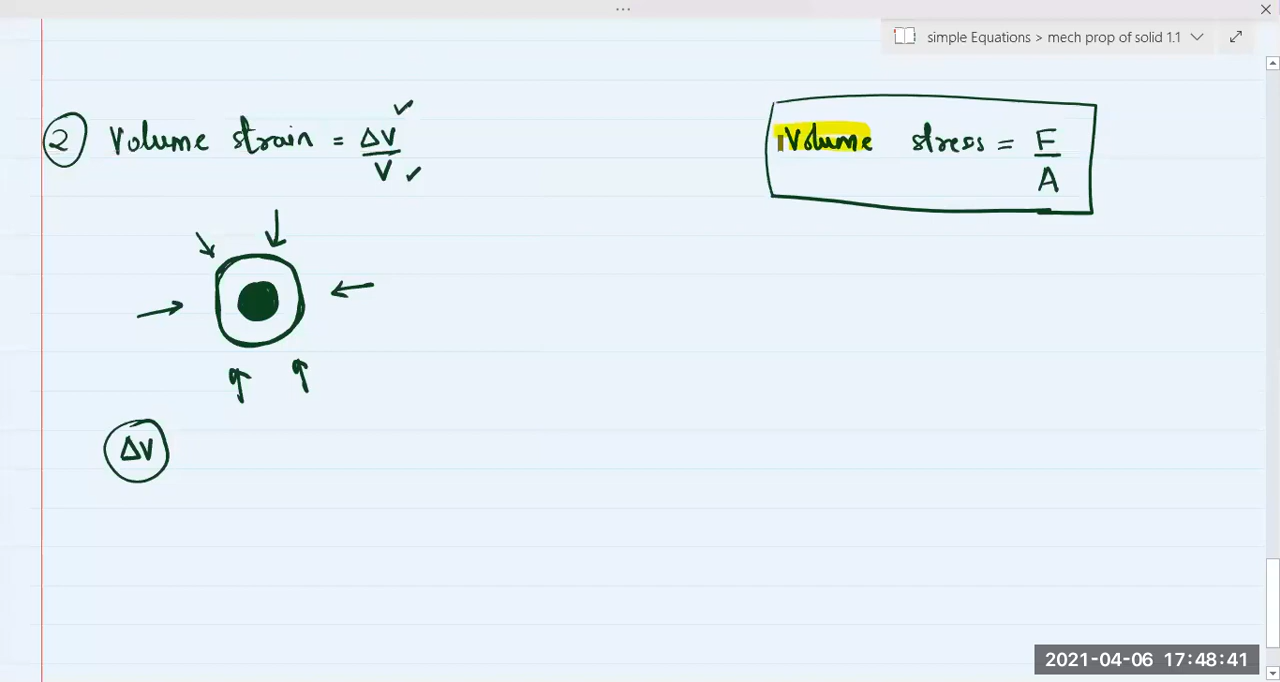 simple Equations > mech prop of solid 1.1
② Volume strain = ΔV/V
Volume stress = F/A
ΔV
2021-04-06 17:48:41